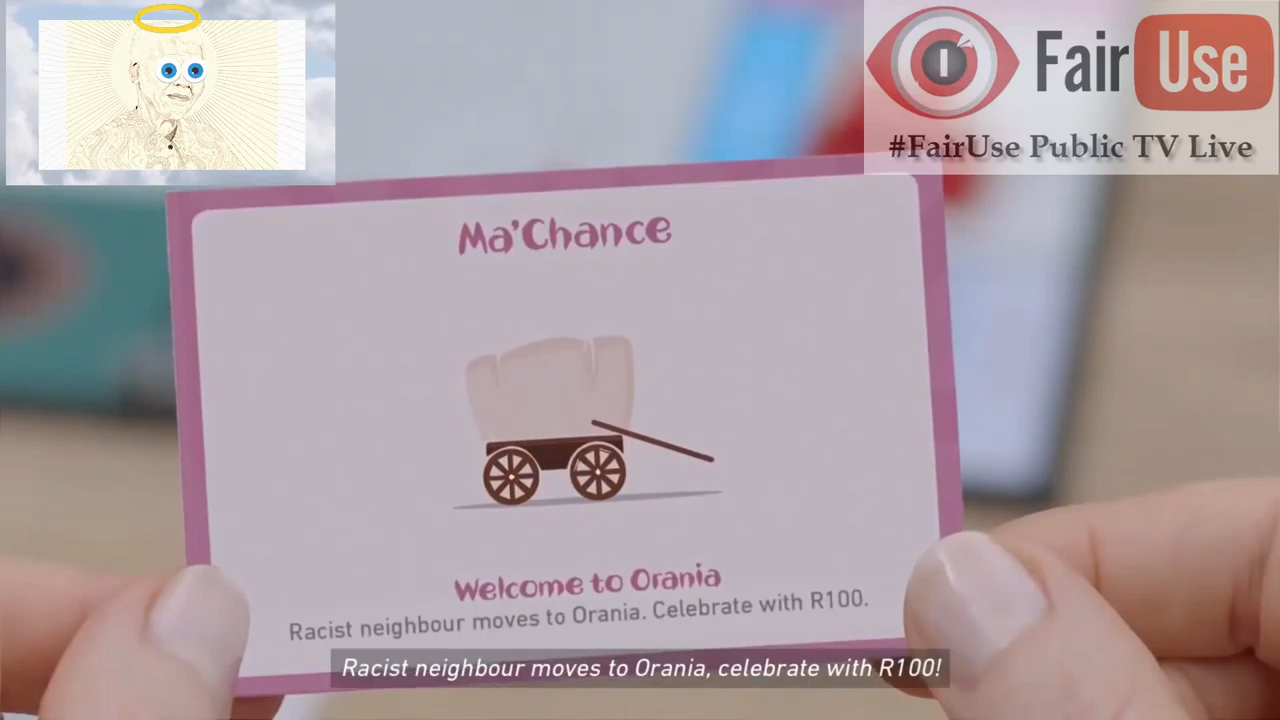 Fair Use
#FairUse Public TV Live
Ma'Chance
Welcome to Orania
Racist neighbour moves to Orania. Celebrate with R100.
Racist neighbour moves to Orania, celebrate with R100!